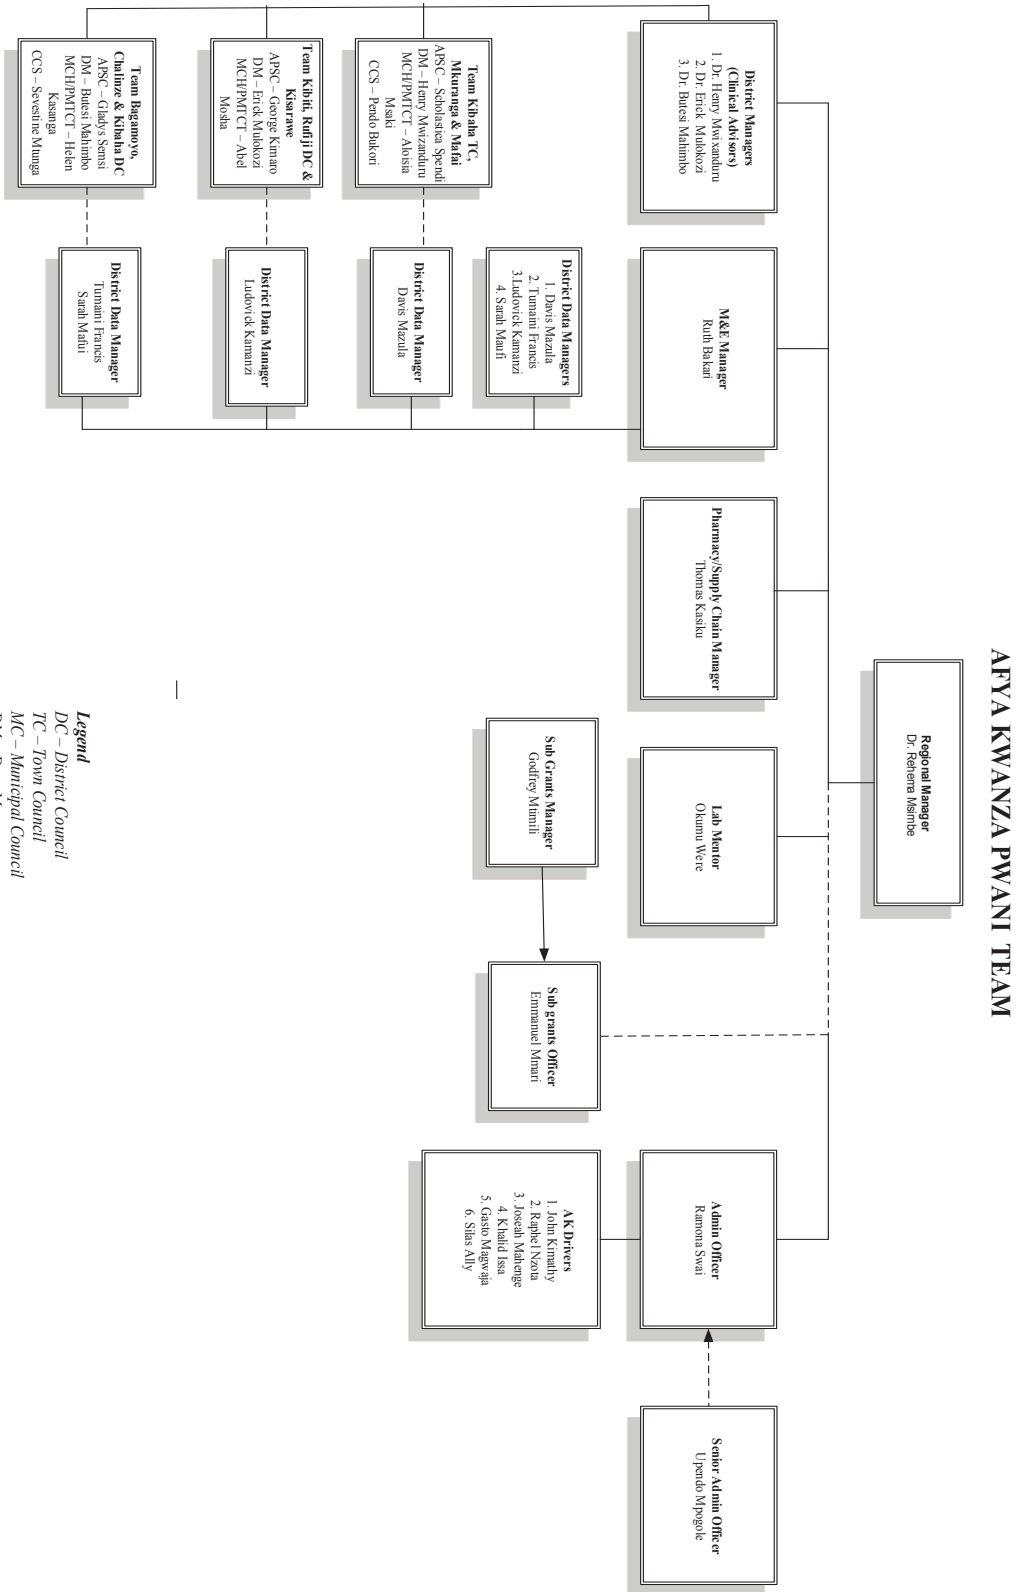 AFYA KWANZA PWANI TEAM
Regional Manager
Dr. Rehema Msimbe
District Managers
(Clinical Advisors)
1. Dr. Henry Mwixanduru
2. Dr. Erick Mulokozi
3. Dr. Butesi Mahimbo
M&E Manager
Ruth Bakari
Pharmacy/Supply Chain Manager
Thomas Kasiku
Lab Mentor
Okumu Were
Admin Officer
Ramona Swai
Senior Admin Officer
Upendo Mpogole
District Data Managers
1. Davis Mazula
2. Tumaini Francis
3.Ludovick Kamanzi
4. Sarah Maufi
Sub Grants Manager
Godfrey Mtimili
Sub grants Officer
Emmanuel Mmari
AK Drivers
1. John Kimathy
2. Raphel Nzota
3. Joseah Mahenge
4. Khalid Issa
5. Gasto Magwaja
6. Silas Ally
Team Kibaha TC,
Mkuranga & Mafai
APSC – Scholastica Spendi
DM – Henry Mwizanduru
MCH/PMTCT – Aloisia
Msaki
CCS – Pendo Bukori
District Data Manager
Davis Mazula
Team Kibiti, Rufiji DC &
Kisarawe
APSC – George Kimaro
DM – Erick Mulokozi
MCH/PMTCT – Abel
Mosha
District Data Manager
Ludovick Kamanzi
Team Bagamoyo,
Chalinze & Kibaha DC
APSC – Gladys Semsi
DM – Butesi Mahimbo
MCH/PMTCT – Helen
Kasanga
CCS – Sevestine Mtunga
District Data Manager
Tumaini Francis
Sarah Mafui
Legend
DC – District Council
TC – Town Council
MC – Municipal Council